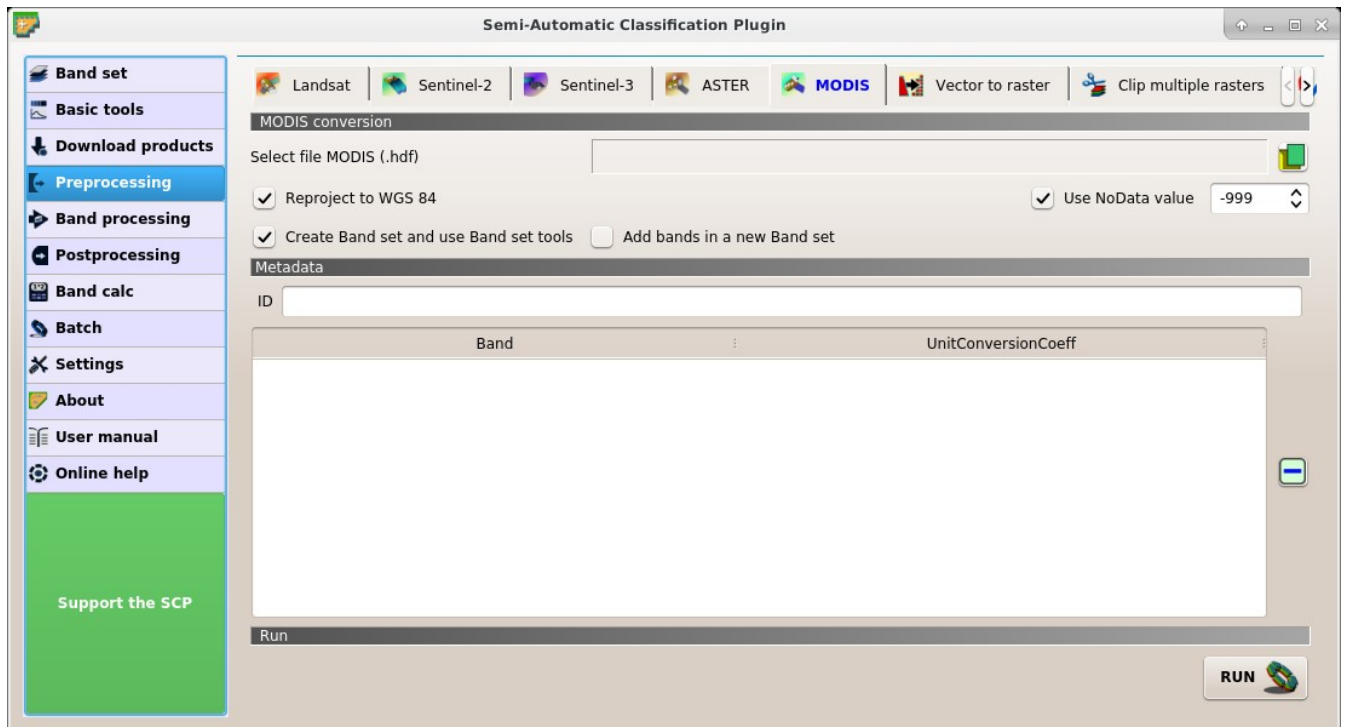 Semi-Automatic Classification Plugin
Band set
Basic tools
Download products
Preprocessing
Band processing
Postprocessing
Band calc
Batch
Settings
About
User manual
Online help
Support the SCP
Landsat Sentinel-2 Sentinel-3 ASTER MODIS Vector to raster Clip multiple rasters
MODIS conversion
Select file MODIS (.hdf)
Reproject to WGS 84 Use NoData value -999
Create Band set and use Band set tools Add bands in a new Band set
Metadata
ID
Band UnitConversionCoeff
Run
RUN